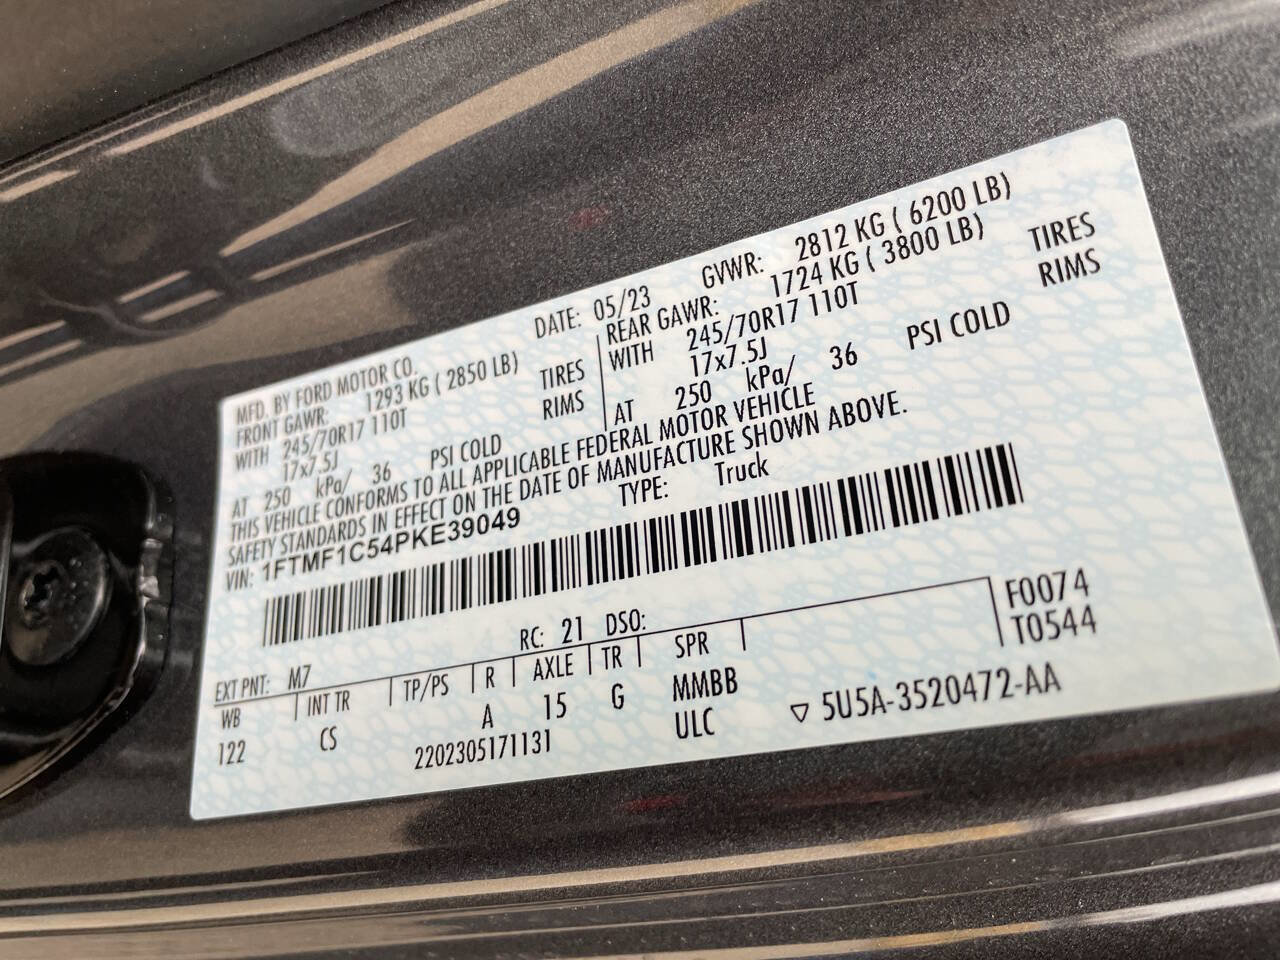 MFD. BY FORD MOTOR CO.
DATE: 05/23 GVWR: 2812 KG ( 6200 LB)
FRONT GAWR: 1293 KG ( 2850 LB) REAR GAWR: 1724 KG ( 3800 LB)
WITH 245/70R17 110T TIRES WITH 245/70R17 110T TIRES
17x7.5J RIMS 17x7.5J RIMS
AT 250 kPa/ 36 PSI COLD AT 250 kPa/ 36 PSI COLD
THIS VEHICLE CONFORMS TO ALL APPLICABLE FEDERAL MOTOR VEHICLE
SAFETY STANDARDS IN EFFECT ON THE DATE OF MANUFACTURE SHOWN ABOVE.
VIN: 1FTMF1C54PKE39049 TYPE: Truck
EXT PNT: M7 RC: 21 DSO: F0074
WB INT TR TP/PS R AXLE TR SPR T0544
122 CS A 15 G MMBB
2202305171131 ULC ▽ 5U5A-3520472-AA